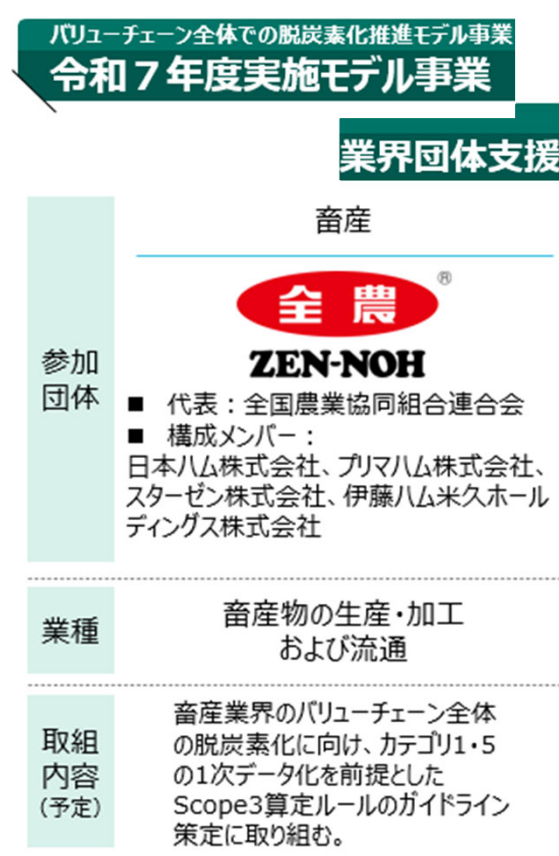 バリューチェーン全体での脱炭素化推進モデル事業
令和７年度実施モデル事業
業界団体支援
畜産
全農®
ZEN-NOH
参加
団体
■ 代表：全国農業協同組合連合会
■ 構成メンバー：
日本ハム株式会社、プリマハム株式会社、
スターゼン株式会社、伊藤ハム米久ホール
ディングス株式会社
業種
畜産物の生産・加工
および流通
取組
内容
(予定)
畜産業界のバリューチェーン全体
の脱炭素化に向け、カテゴリ1・5
の1次データ化を前提とした
Scope3算定ルールのガイドライン
策定に取り組む。